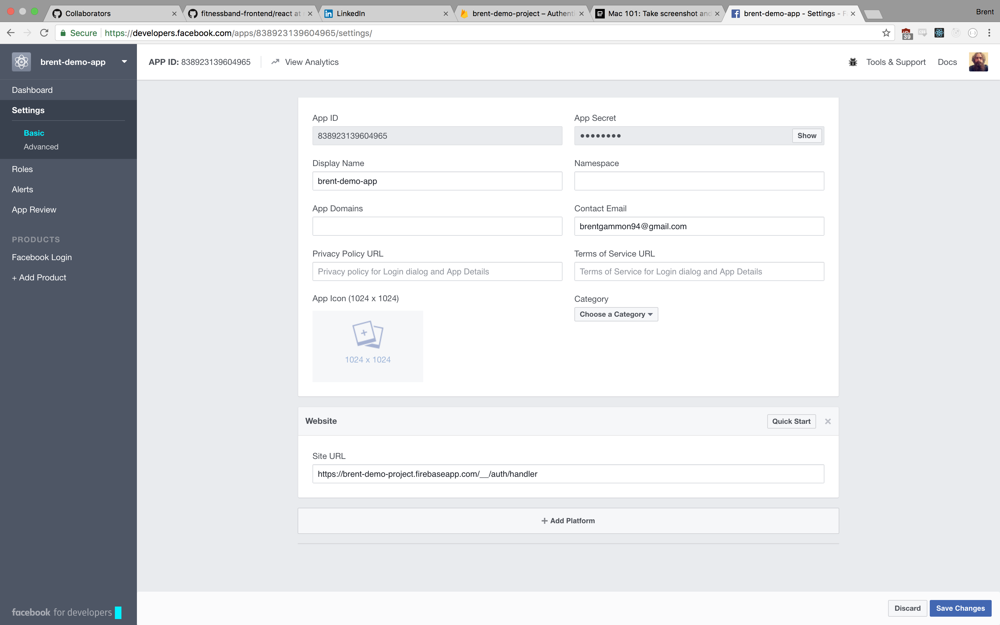 Collaborators
fitnessband-frontend/react at
LinkedIn
brent-demo-project – Authenti
Mac 101: Take screenshot and
brent-demo-app - Settings - F
Brent
Secure https://developers.facebook.com/apps/838923139604965/settings/
39
CSS
brent-demo-app
APP ID: 838923139604965
View Analytics
Tools & Support
Docs
Dashboard
Settings
Basic
Advanced
Roles
Alerts
App Review
PRODUCTS
Facebook Login
+ Add Product
App ID
838923139604965
App Secret
••••••••
Show
Display Name
brent-demo-app
Namespace
App Domains
Contact Email
brentgammon94@gmail.com
Privacy Policy URL
Privacy policy for Login dialog and App Details
Terms of Service URL
Terms of Service for Login dialog and App Details
App Icon (1024 x 1024)
1024 x 1024
Category
Choose a Category
Website
Quick Start
Site URL
https://brent-demo-project.firebaseapp.com/__/auth/handler
+ Add Platform
facebook for developers
Discard
Save Changes